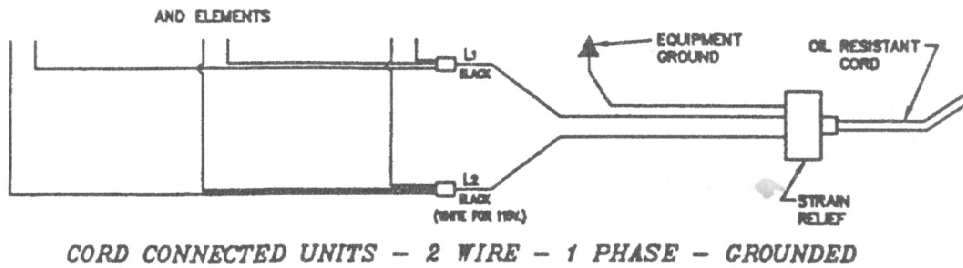 AND ELEMENTS
L1
BLACK
EQUIPMENT
GROUND
OIL RESISTANT
CORD
L2
BLACK
(WHITE FOR 115V.)
STRAIN
RELIEF
CORD CONNECTED UNITS - 2 WIRE - 1 PHASE - GROUNDED